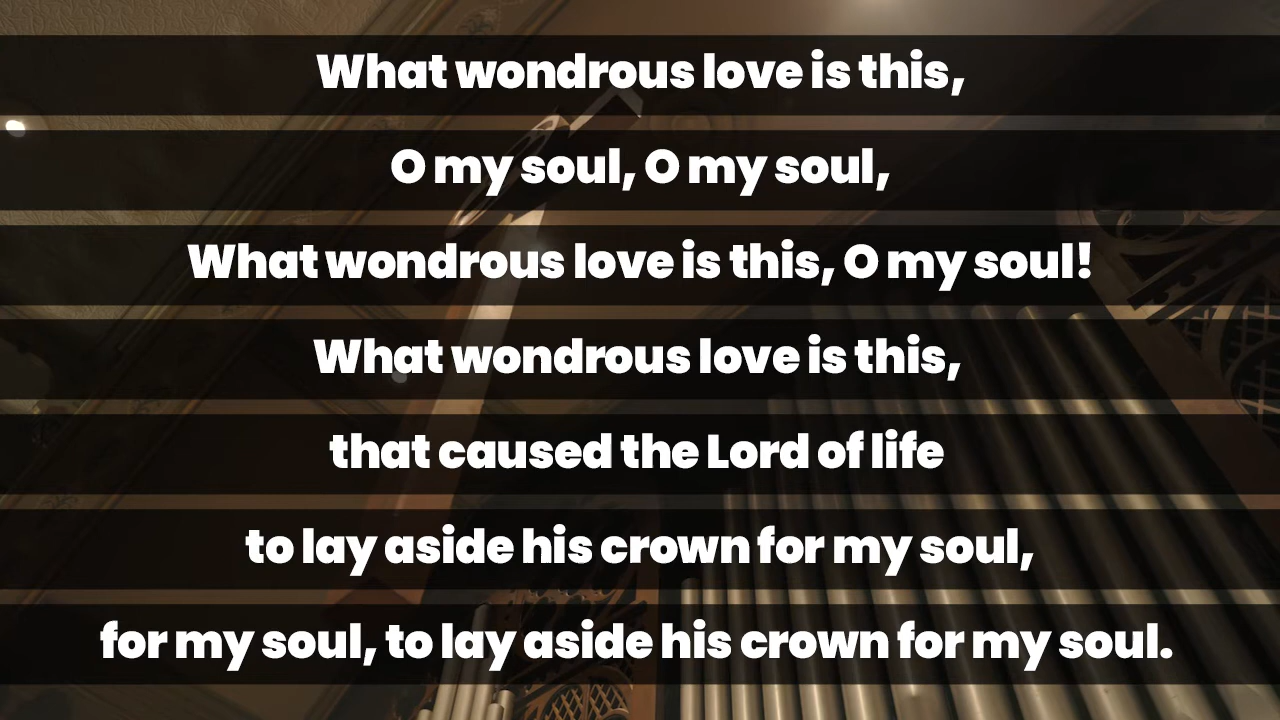 What wondrous love is this,
O my soul, O my soul,
What wondrous love is this, O my soul!
What wondrous love is this,
that caused the Lord of life
to lay aside his crown for my soul,
for my soul, to lay aside his crown for my soul.